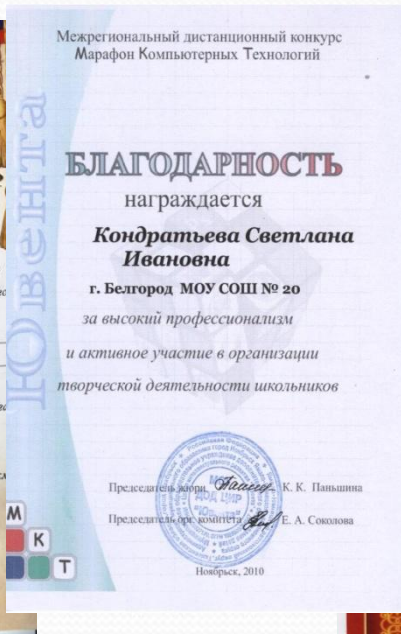 Межрегиональный дистанционный конкурс
Марафон Компьютерных Технологий
Ювента
БЛАГОДАРНОСТЬ
награждается
Кондратьева Светлана
Ивановна
г. Белгород МОУ СОШ № 20
за высокий профессионализм
и активное участие в организации
творческой деятельности школьников
Председатель жюри К. К. Паньшина
Председатель орг. комитета Е. А. Соколова
М
К
Т
Ноябрьск, 2010